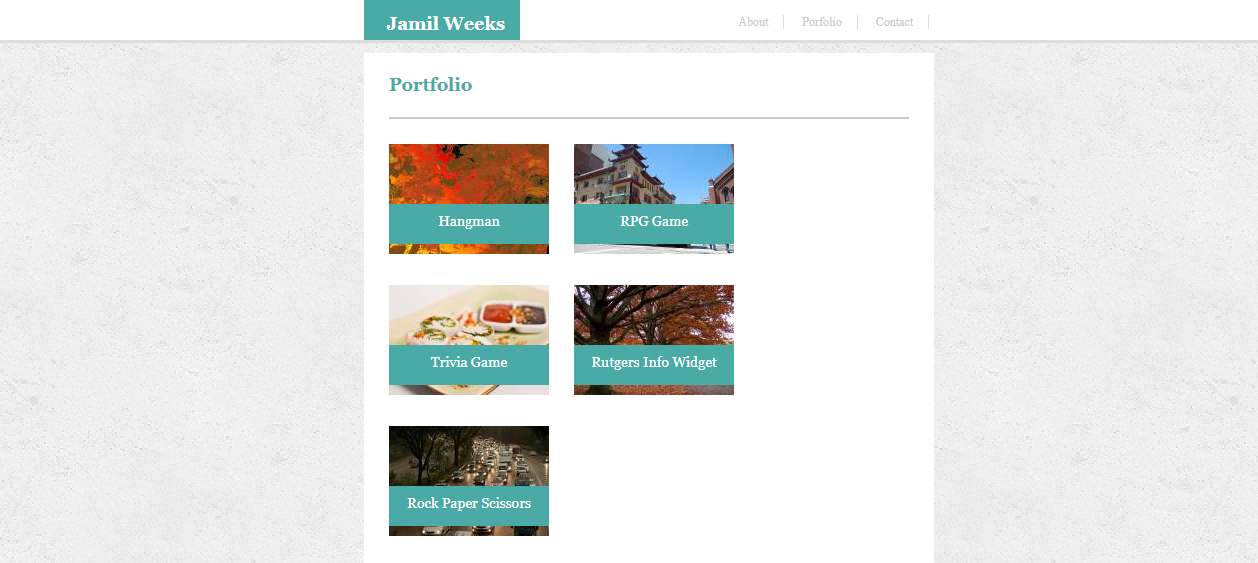 Jamil Weeks
About
Porfolio
Contact
Portfolio
Hangman
RPG Game
Trivia Game
Rutgers Info Widget
Rock Paper Scissors